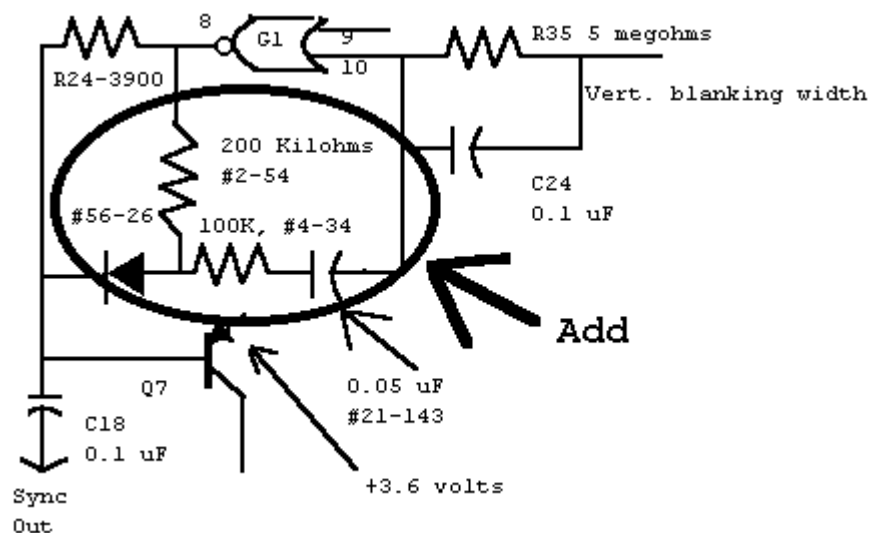 8
G1
9
10
R35 5 megohms
R24-3900
Vert. blanking width
200 Kilohms
#2-54
C24
0.1 uF
#56-26
100K, #4-34
Add
0.05 uF
#21-143
Q7
C18
0.1 uF
+3.6 volts
Sync
Out